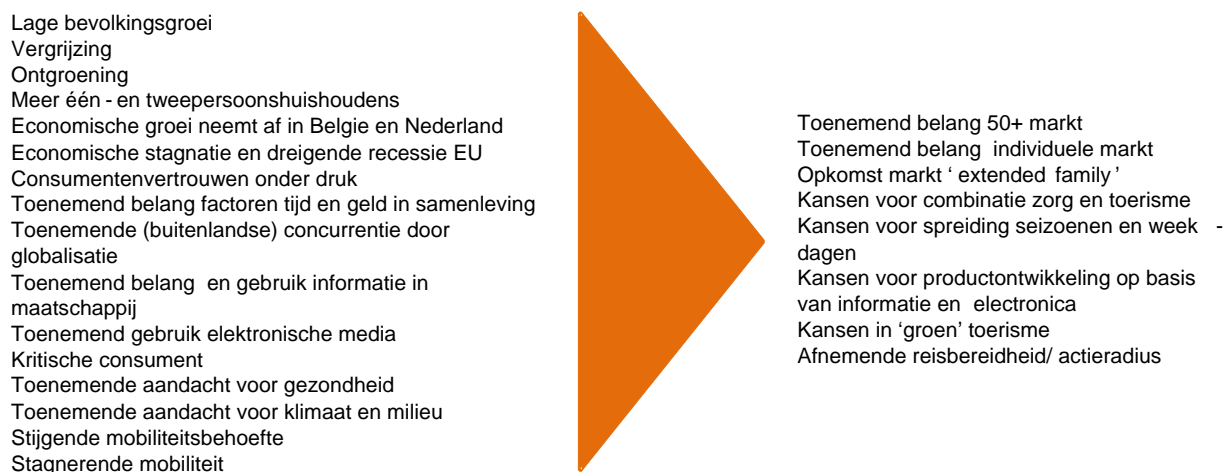 Lage bevolkingsgroei
Vergrijzing
Ontgroening
Meer één - en tweepersoonshuishoudens
Economische groei neemt af in Belgie en Nederland
Economische stagnatie en dreigende recessie EU
Consumentenvertrouwen onder druk
Toenemend belang factoren tijd en geld in samenleving
Toenemende (buitenlandse) concurrentie door
globalisatie
Toenemend belang en gebruik informatie in
maatschappij
Toenemend gebruik elektronische media
Kritische consument
Toenemende aandacht voor gezondheid
Toenemende aandacht voor klimaat en milieu
Stijgende mobiliteitsbehoefte
Stagnerende mobiliteit
Toenemend belang 50+ markt
Toenemend belang individuele markt
Opkomst markt ‘ extended family ’
Kansen voor combinatie zorg en toerisme
Kansen voor spreiding seizoenen en week -
dagen
Kansen voor productontwikkeling op basis
van informatie en electronica
Kansen in ‘groen’ toerisme
Afnemende reisbereidheid/ actieradius